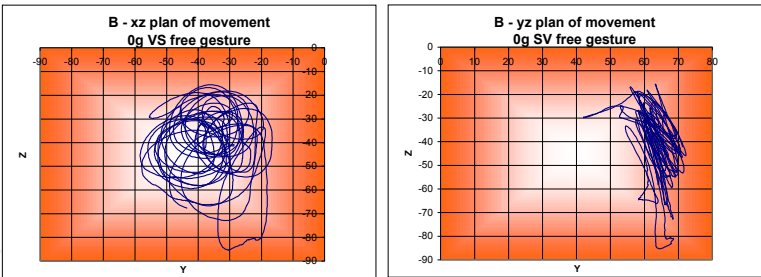 B - xz plan of movement
0g VS free gesture
-90 -80 -70 -60 -50 -40 -30 -20 -10 0
0
-10
-20
-30
-40
-50
-60
-70
-80
-90
Z
Y
B - yz plan of movement
0g SV free gesture
0 10 20 30 40 50 60 70 80
0
-10
-20
-30
-40
-50
-60
-70
-80
-90
Z
Y